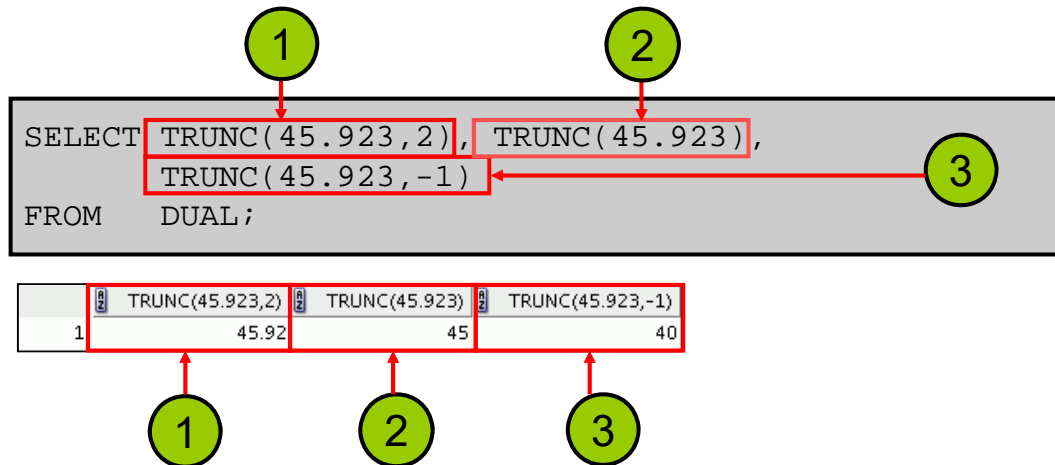 1
2
SELECT TRUNC(45.923,2), TRUNC(45.923),
TRUNC(45.923,-1)
3
FROM DUAL;
TRUNC(45.923,2) TRUNC(45.923) TRUNC(45.923,-1)
1 45.92 45 40
1
2
3